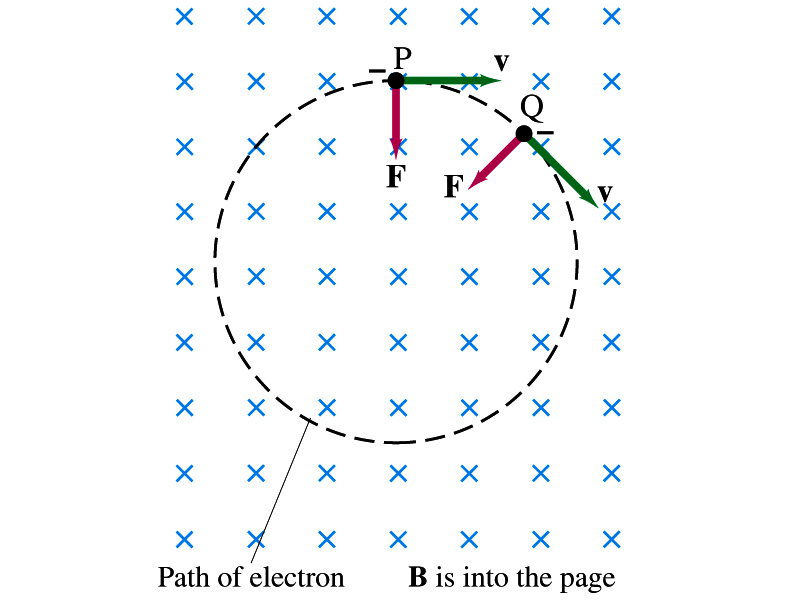 P
v
Q
F
F
v
Path of electron
B is into the page